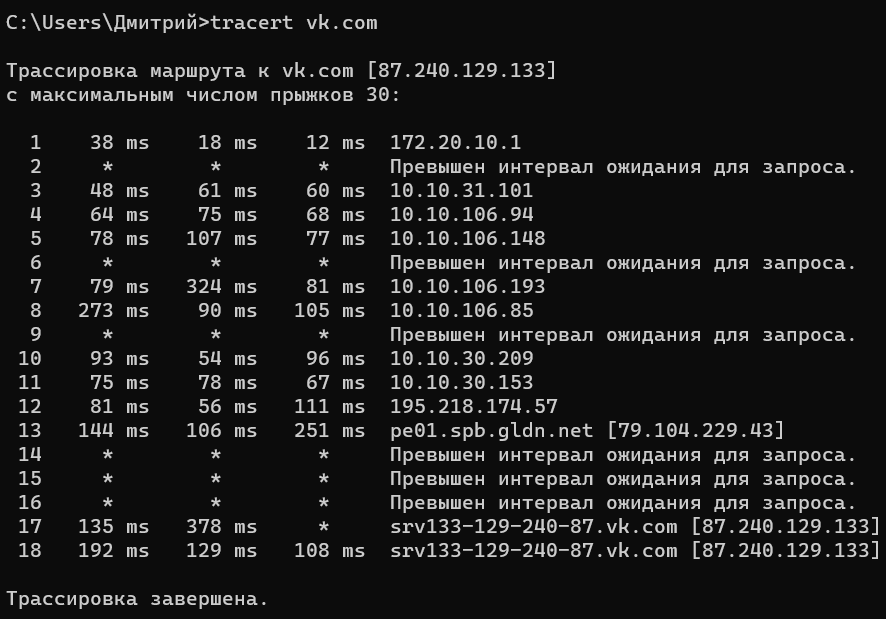 C:\Users\Дмитрий>tracert vk.com
Трассировка маршрута к vk.com [87.240.129.133]
с максимальным числом прыжков 30:
1 38 ms 18 ms 12 ms 172.20.10.1
2 * * * Превышен интервал ожидания для запроса.
3 48 ms 61 ms 60 ms 10.10.31.101
4 64 ms 75 ms 68 ms 10.10.106.94
5 78 ms 107 ms 77 ms 10.10.106.148
6 * * * Превышен интервал ожидания для запроса.
7 79 ms 324 ms 81 ms 10.10.106.193
8 273 ms 90 ms 105 ms 10.10.106.85
9 * * * Превышен интервал ожидания для запроса.
10 93 ms 54 ms 96 ms 10.10.30.209
11 75 ms 78 ms 67 ms 10.10.30.153
12 81 ms 56 ms 111 ms 195.218.174.57
13 144 ms 106 ms 251 ms pe01.spb.gldn.net [79.104.229.43]
14 * * * Превышен интервал ожидания для запроса.
15 * * * Превышен интервал ожидания для запроса.
16 * * * Превышен интервал ожидания для запроса.
17 135 ms 378 ms * srv133-129-240-87.vk.com [87.240.129.133]
18 192 ms 129 ms 108 ms srv133-129-240-87.vk.com [87.240.129.133]
Трассировка завершена.